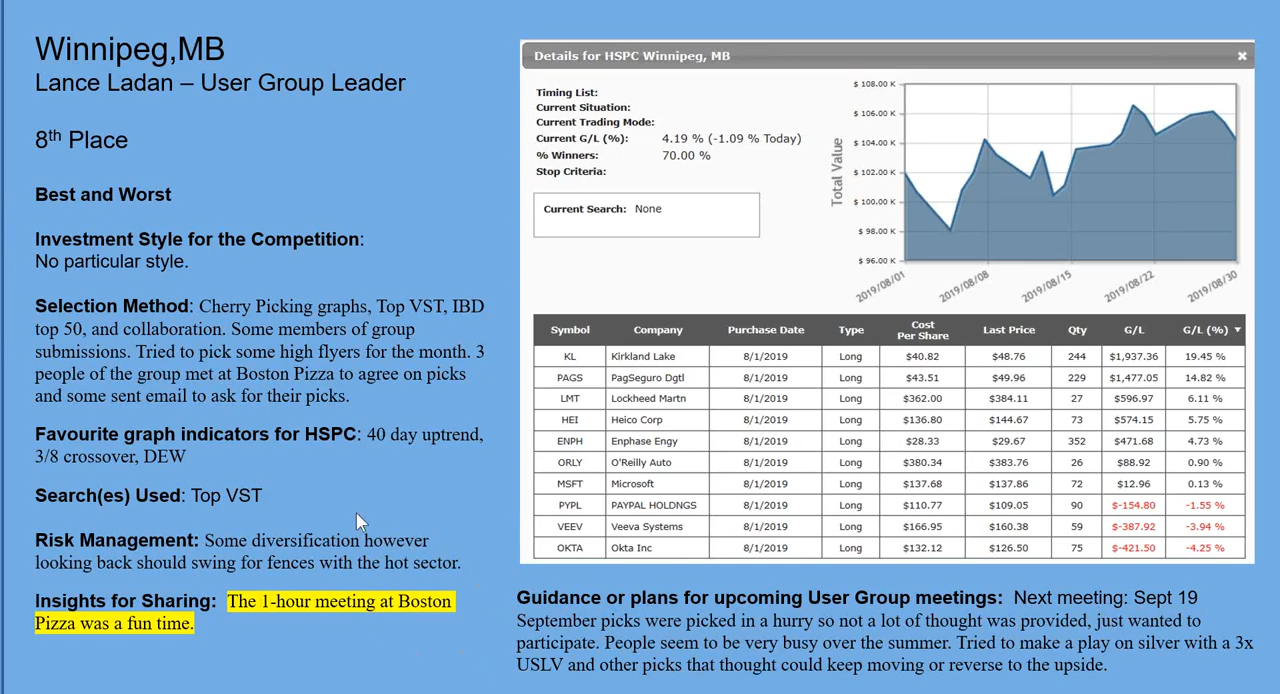 Winnipeg,MB
Lance Ladan – User Group Leader
8th Place
Best and Worst
Investment Style for the Competition:
No particular style.
Selection Method: Cherry Picking graphs, Top VST, IBD
top 50, and collaboration. Some members of group
submissions. Tried to pick some high flyers for the month. 3
people of the group met at Boston Pizza to agree on picks
and some sent email to ask for their picks.
Favourite graph indicators for HSPC: 40 day uptrend,
3/8 crossover, DEW
Search(es) Used: Top VST
Risk Management: Some diversification however
looking back should swing for fences with the hot sector.
Insights for Sharing: The 1-hour meeting at Boston
Pizza was a fun time.
Details for HSPC Winnipeg, MB
Timing List:
Current Situation:
Current Trading Mode:
Current G/L (%): 4.19 % (-1.09 % Today)
% Winners: 70.00 %
Stop Criteria:
Current Search: None
Total Value
$ 108.00 K
$ 106.00 K
$ 104.00 K
$ 102.00 K
$ 100.00 K
$ 98.00 K
$ 96.00 K
2019/08/01 2019/08/08 2019/08/15 2019/08/22 2019/08/30
Symbol Company Purchase Date Type Cost Per Share Last Price Qty G/L G/L (%)
KL Kirkland Lake 8/1/2019 Long $40.82 $48.76 244 $1,937.36 19.45 %
PAGS PagSeguro Dgtl 8/1/2019 Long $43.51 $49.96 229 $1,477.05 14.82 %
LMT Lockheed Martn 8/1/2019 Long $362.00 $384.11 27 $596.97 6.11 %
HEI Heico Corp 8/1/2019 Long $136.80 $144.67 73 $574.15 5.75 %
ENPH Enphase Engy 8/1/2019 Long $28.33 $29.67 352 $471.68 4.73 %
ORLY O'Reilly Auto 8/1/2019 Long $380.34 $383.76 26 $88.92 0.90 %
MSFT Microsoft 8/1/2019 Long $137.68 $137.86 72 $12.96 0.13 %
PYPL PAYPAL HOLDNGS 8/1/2019 Long $110.77 $109.05 90 $-154.80 -1.55 %
VEEV Veeva Systems 8/1/2019 Long $166.95 $160.38 59 $-387.92 -3.94 %
OKTA Okta Inc 8/1/2019 Long $132.12 $126.50 75 $-421.50 -4.25 %
Guidance or plans for upcoming User Group meetings: Next meeting: Sept 19
September picks were picked in a hurry so not a lot of thought was provided, just wanted to
participate. People seem to be very busy over the summer. Tried to make a play on silver with a 3x
USLV and other picks that thought could keep moving or reverse to the upside.